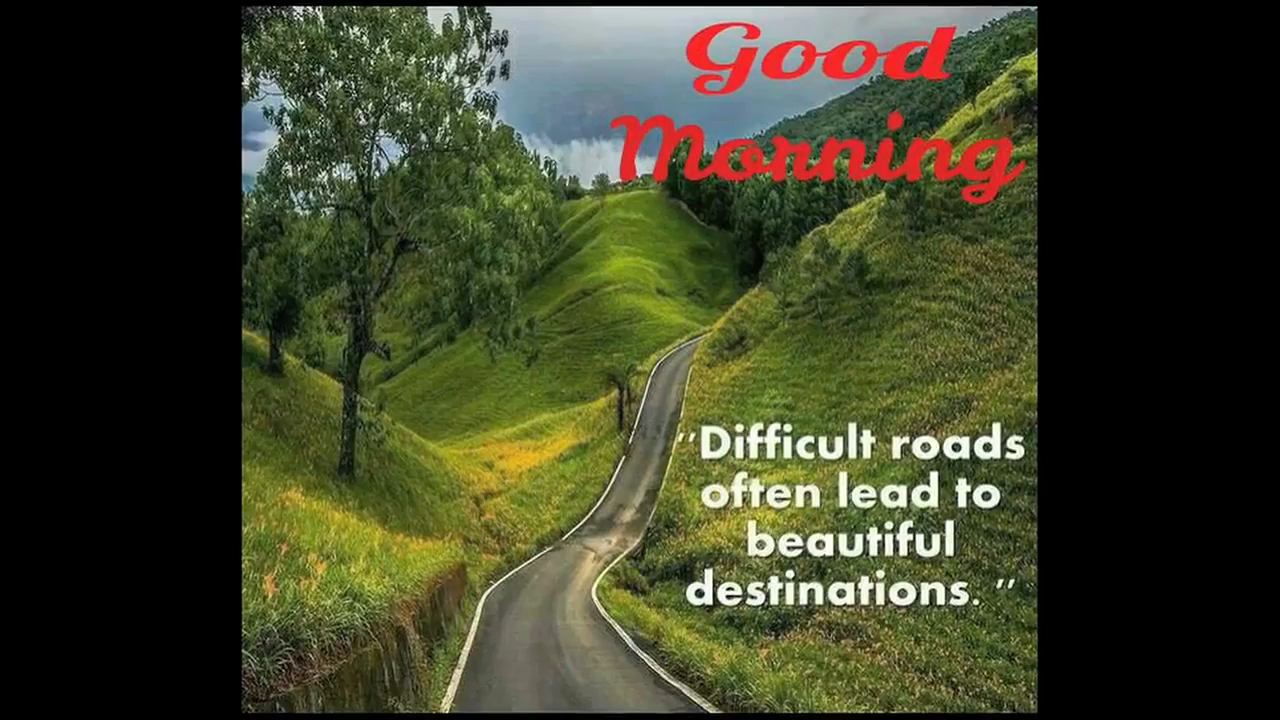 Good
Morning
"Difficult roads
often lead to
beautiful
destinations. "